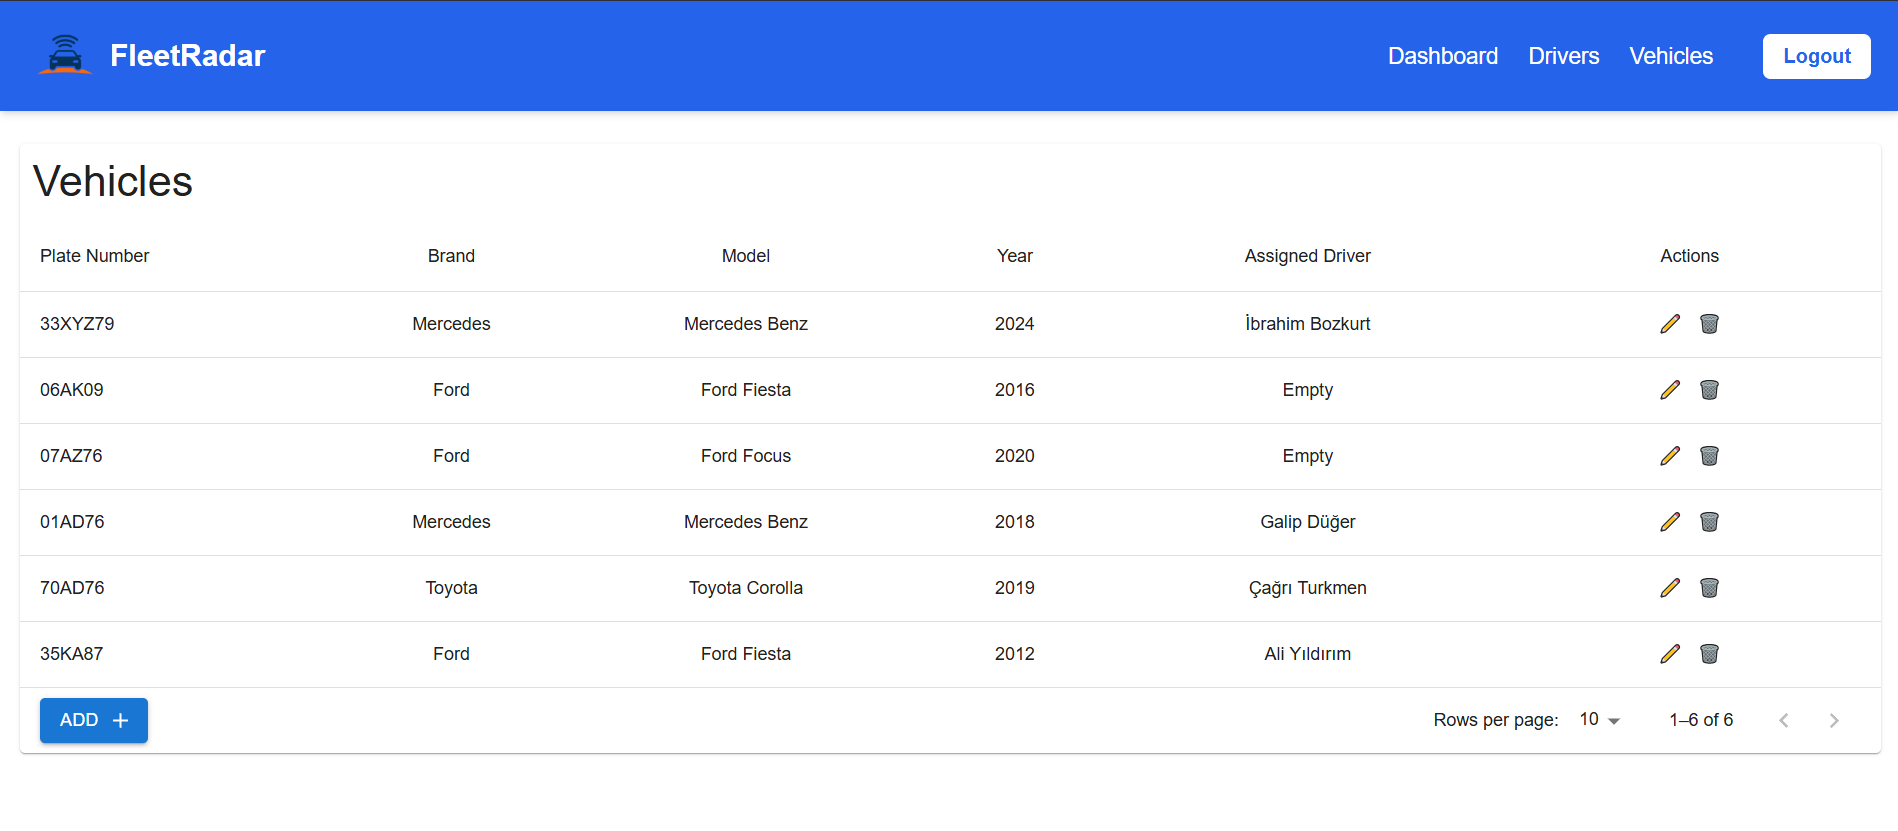 FleetRadar Dashboard Drivers Vehicles Logout
Vehicles
Plate Number Brand Model Year Assigned Driver Actions
33XYZ79 Mercedes Mercedes Benz 2024 İbrahim Bozkurt
06AK09 Ford Ford Fiesta 2016 Empty
07AZ76 Ford Ford Focus 2020 Empty
01AD76 Mercedes Mercedes Benz 2018 Galip Düğer
70AD76 Toyota Toyota Corolla 2019 Çağrı Turkmen
35KA87 Ford Ford Fiesta 2012 Ali Yıldırım
ADD + Rows per page: 10 1–6 of 6